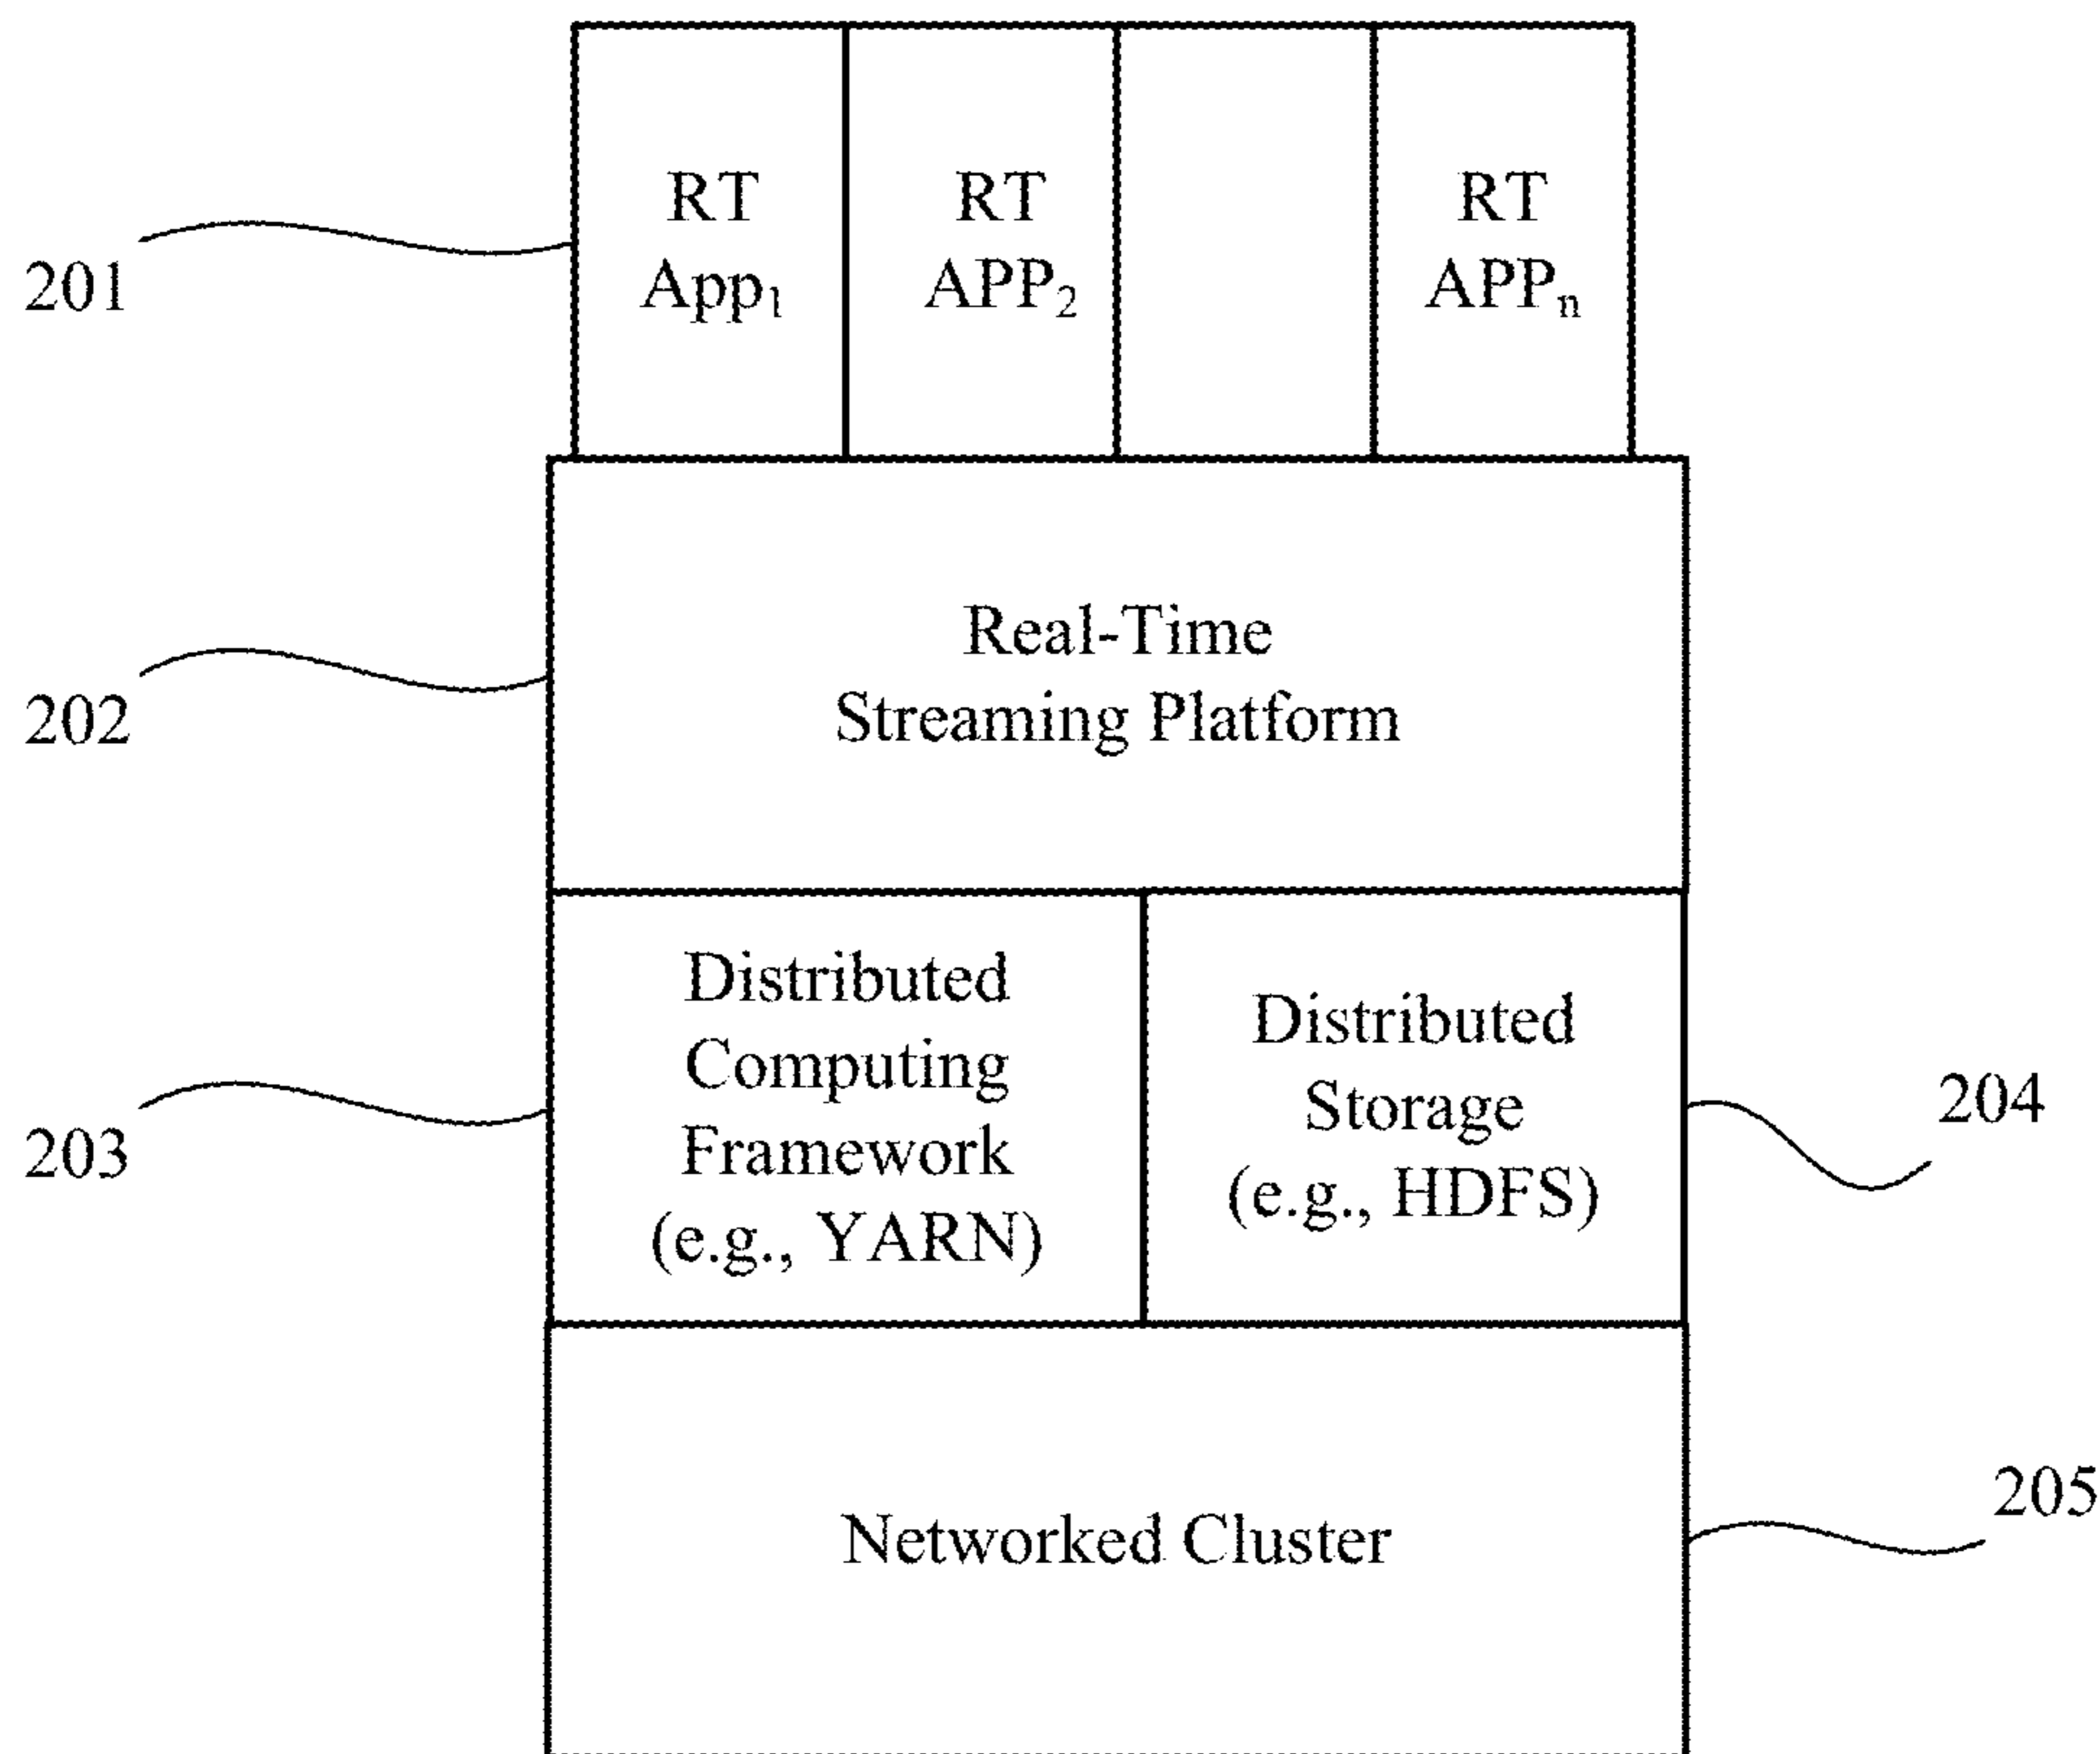 RT
App₁
RT
APP₂
RT
APPₙ
201
Real-Time
Streaming Platform
202
Distributed
Computing
Framework
(e.g., YARN)
203
Distributed
Storage
(e.g., HDFS)
204
Networked Cluster
205